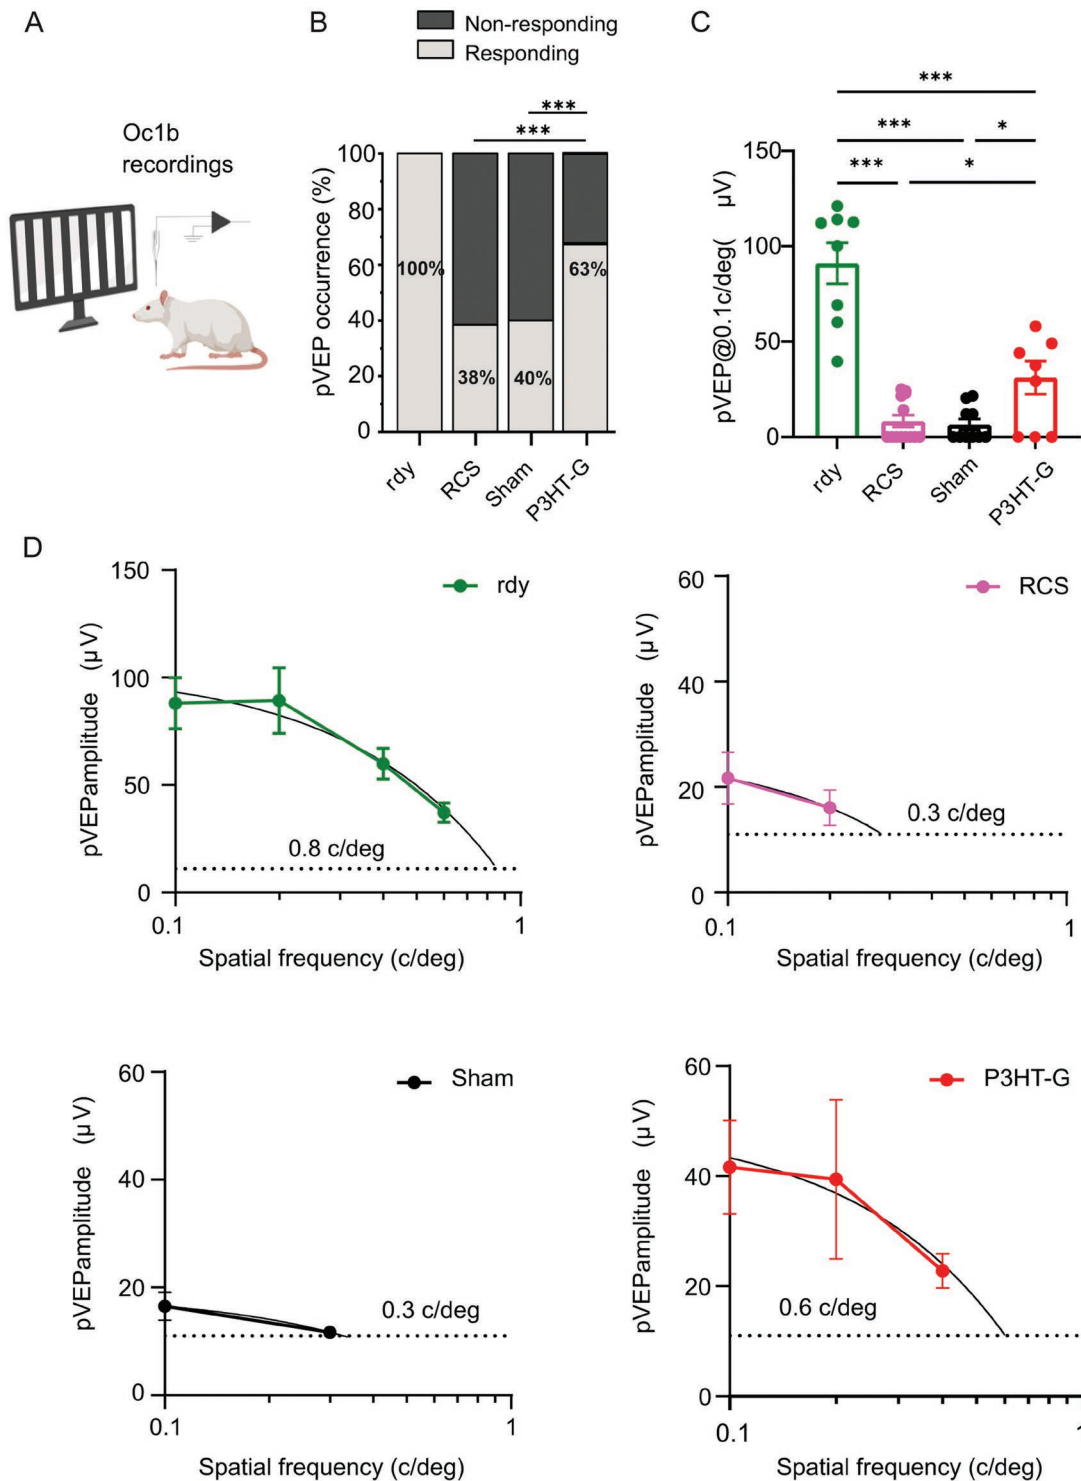 A
Oc1b
recordings
B
Non-responding
Responding
***
***
pVEP occurrence (%)
100
80
60
40
20
0
100%
38%
40%
63%
rdy
RCS
Sham
P3HT-G
C
***
***
*
***
*
pVEP@0.1c/deg( µV)
150
100
50
0
rdy
RCS
Sham
P3HT-G
D
rdy
pVEPamplitude (µV)
150
100
50
0
0.8 c/deg
0.1
1
Spatial frequency (c/deg)
RCS
pVEPamplitude (µV)
60
40
20
0
0.3 c/deg
0.1
1
Spatial frequency (c/deg)
Sham
pVEPamplitude (µV)
60
40
20
0
0.3 c/deg
0.1
1
Spatial frequency (c/deg)
P3HT-G
pVEPamplitude (µV)
60
40
20
0
0.6 c/deg
0.1
1
Spatial frequency (c/deg)